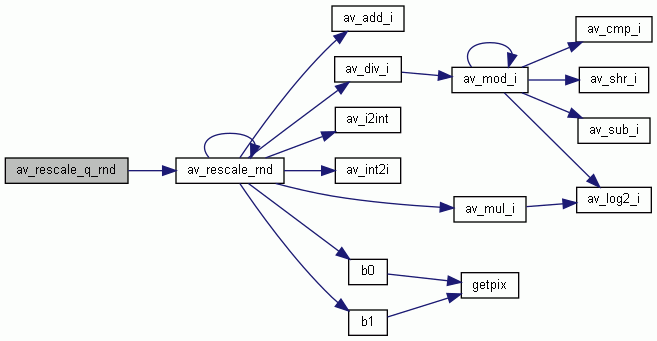 av_rescale_q_rnd
av_rescale_rnd
av_add_i
av_div_i
av_i2int
av_int2i
av_mul_i
b0
b1
av_mod_i
getpix
av_cmp_i
av_shr_i
av_sub_i
av_log2_i